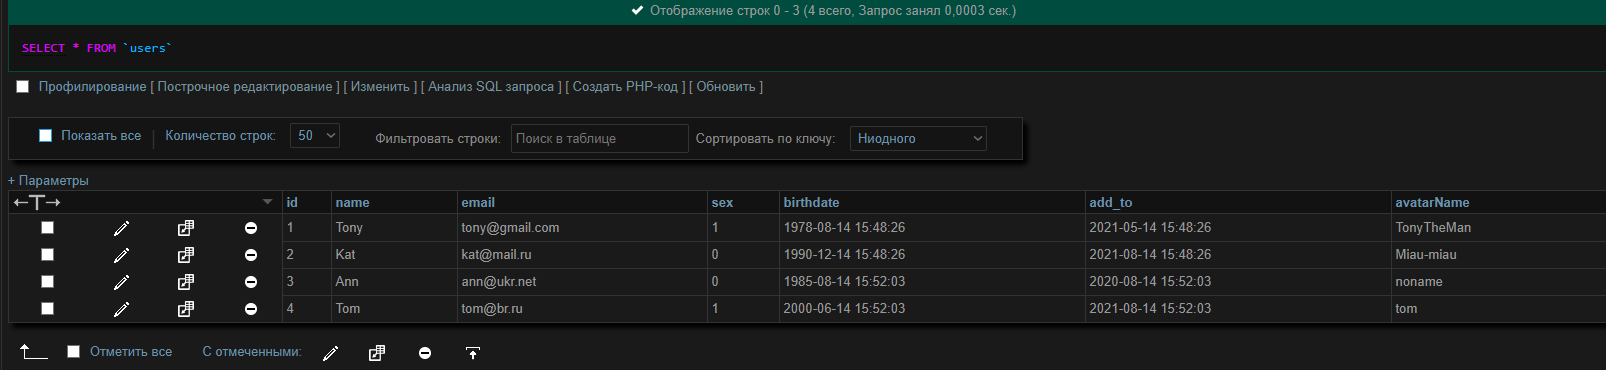 Отображение строк 0 - 3 (4 всего, Запрос занял 0,0003 сек.)
SELECT * FROM `users`
Профилирование [ Построчное редактирование ] [ Изменить ] [ Анализ SQL запроса ] [ Создать PHP-код ] [ Обновить ]
Показать все Количество строк: 50 Фильтровать строки: Поиск в таблице Сортировать по ключу: Ниодного
+ Параметры
←T→ id name email sex birthdate add_to avatarName
1 Tony tony@gmail.com 1 1978-08-14 15:48:26 2021-05-14 15:48:26 TonyTheMan
2 Kat kat@mail.ru 0 1990-12-14 15:48:26 2021-08-14 15:48:26 Miau-miau
3 Ann ann@ukr.net 0 1985-08-14 15:52:03 2020-08-14 15:52:03 noname
4 Tom tom@br.ru 1 2000-06-14 15:52:03 2021-08-14 15:52:03 tom
Отметить все С отмеченными: